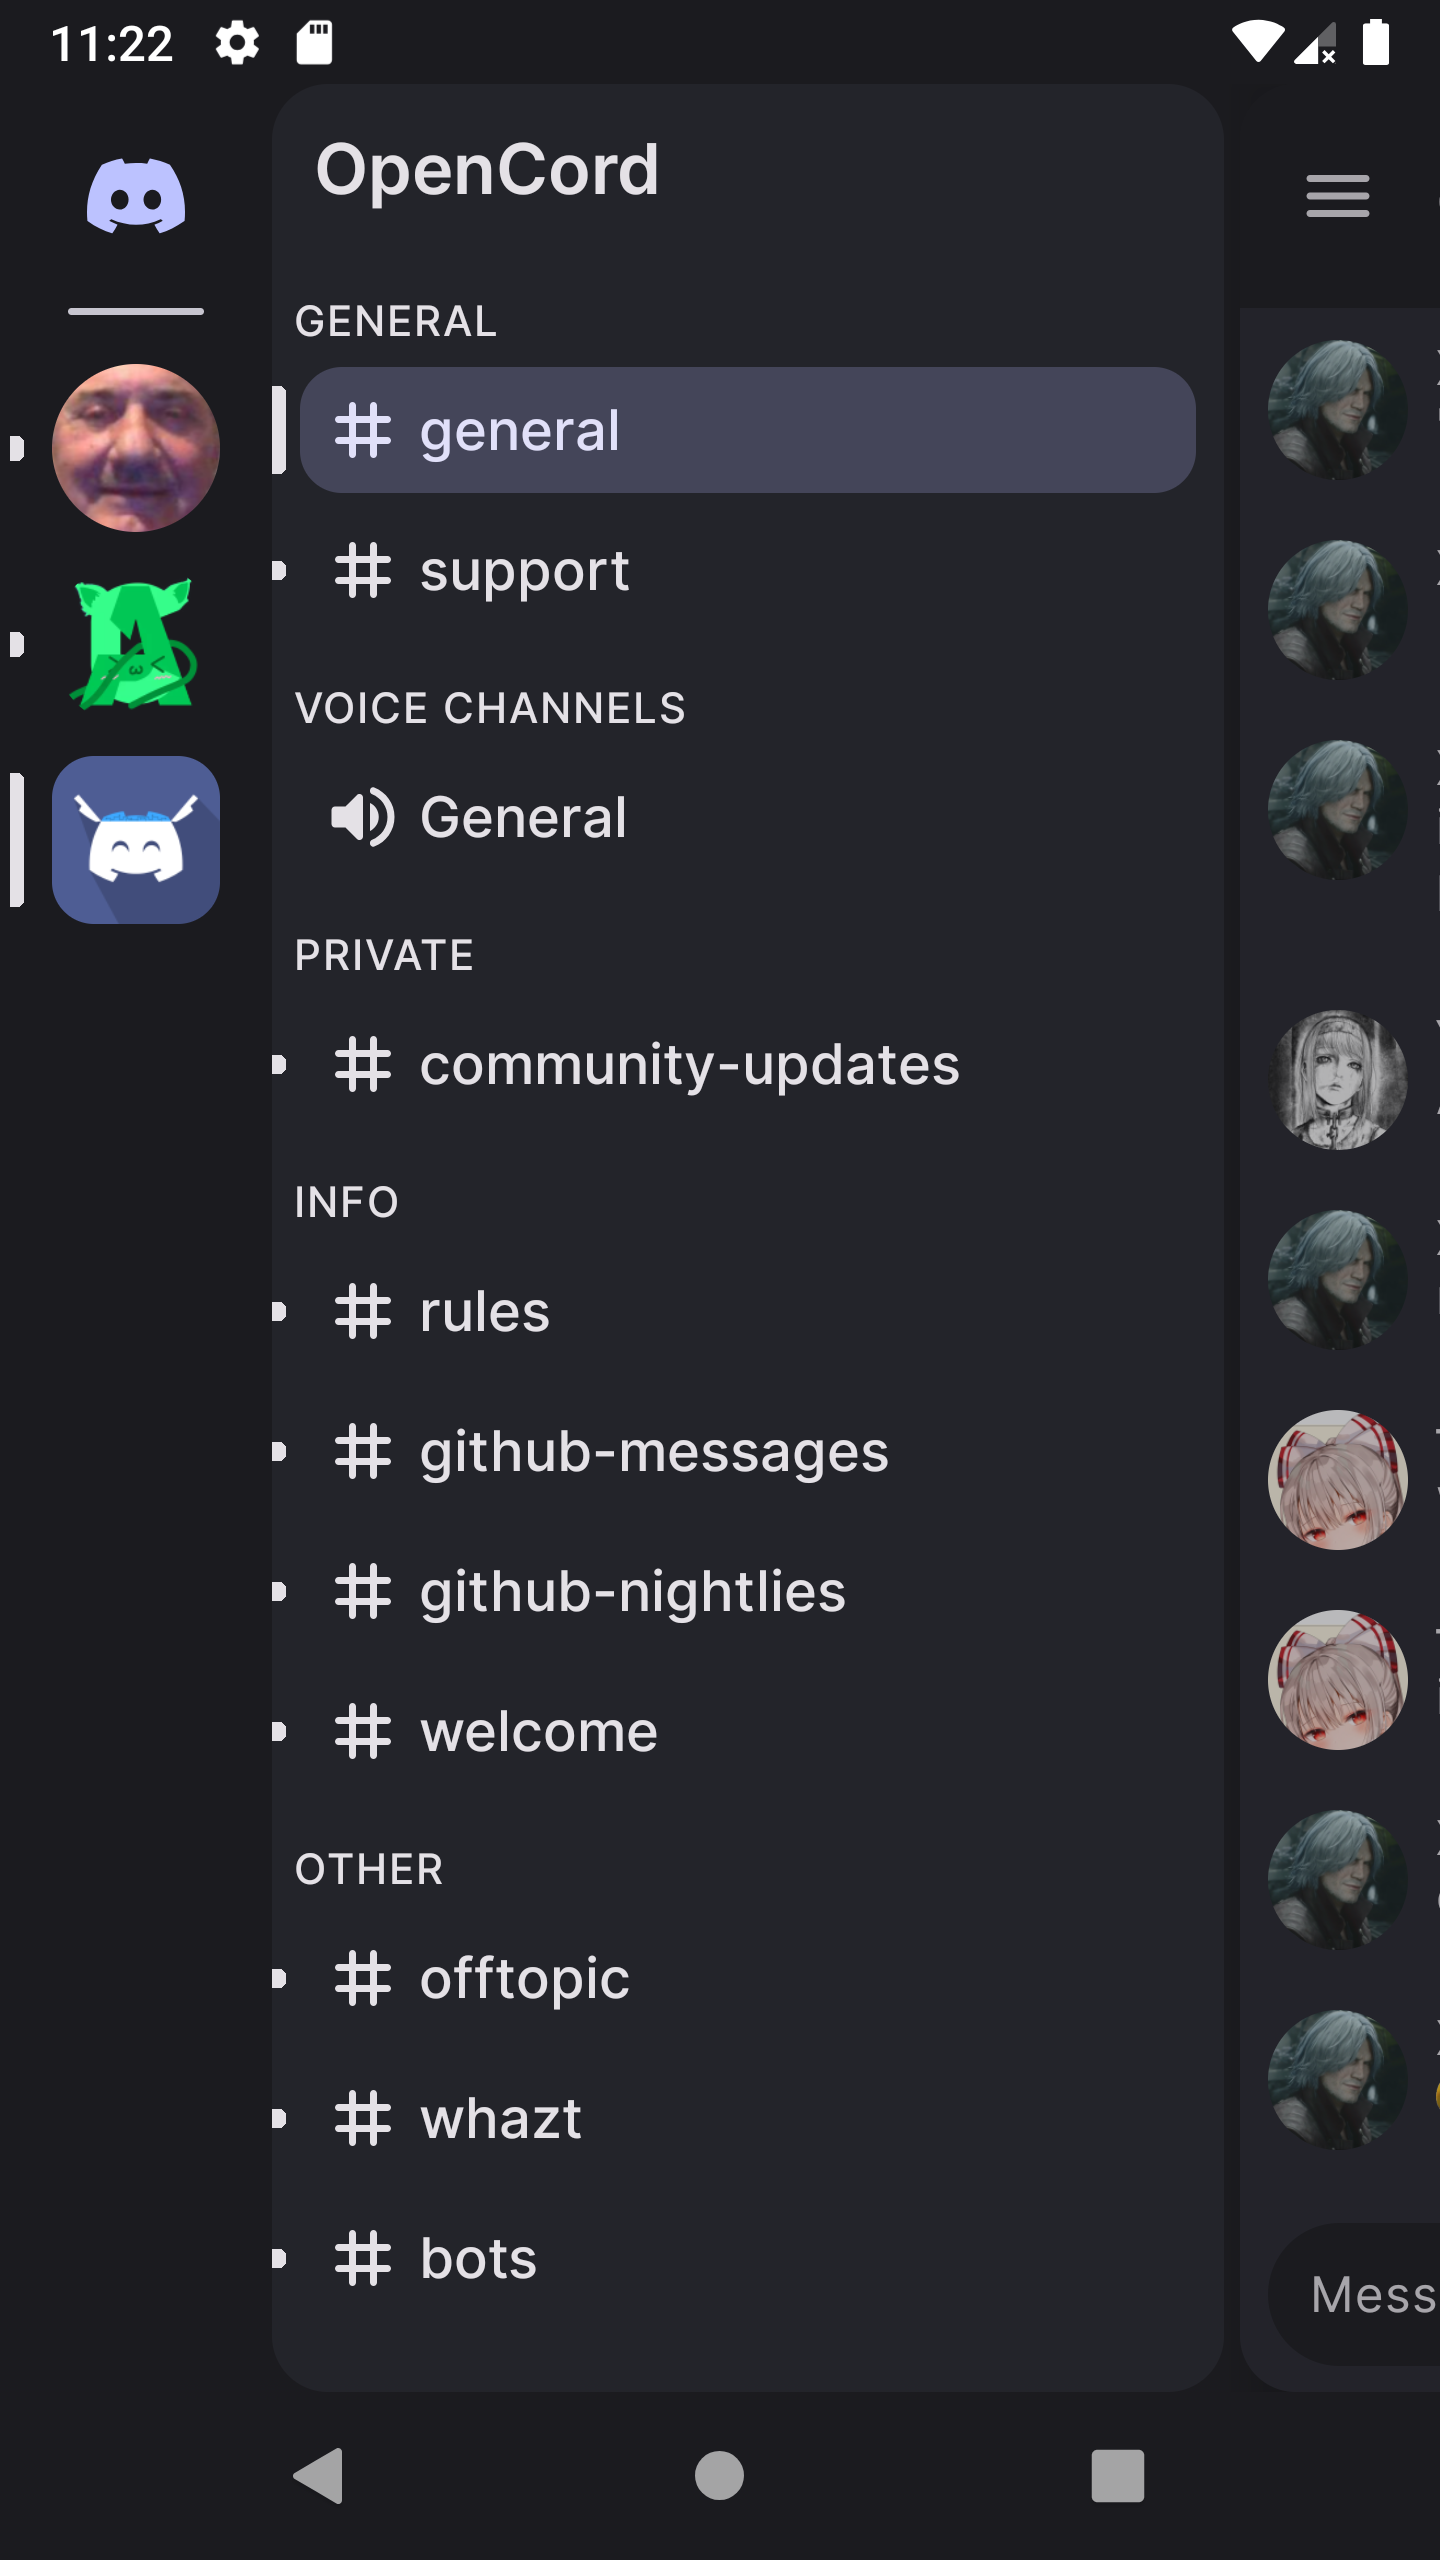 11:22
OpenCord
GENERAL
general
support
VOICE CHANNELS
General
PRIVATE
community-updates
INFO
rules
github-messages
github-nightlies
welcome
OTHER
offtopic
whazt
bots
Mess